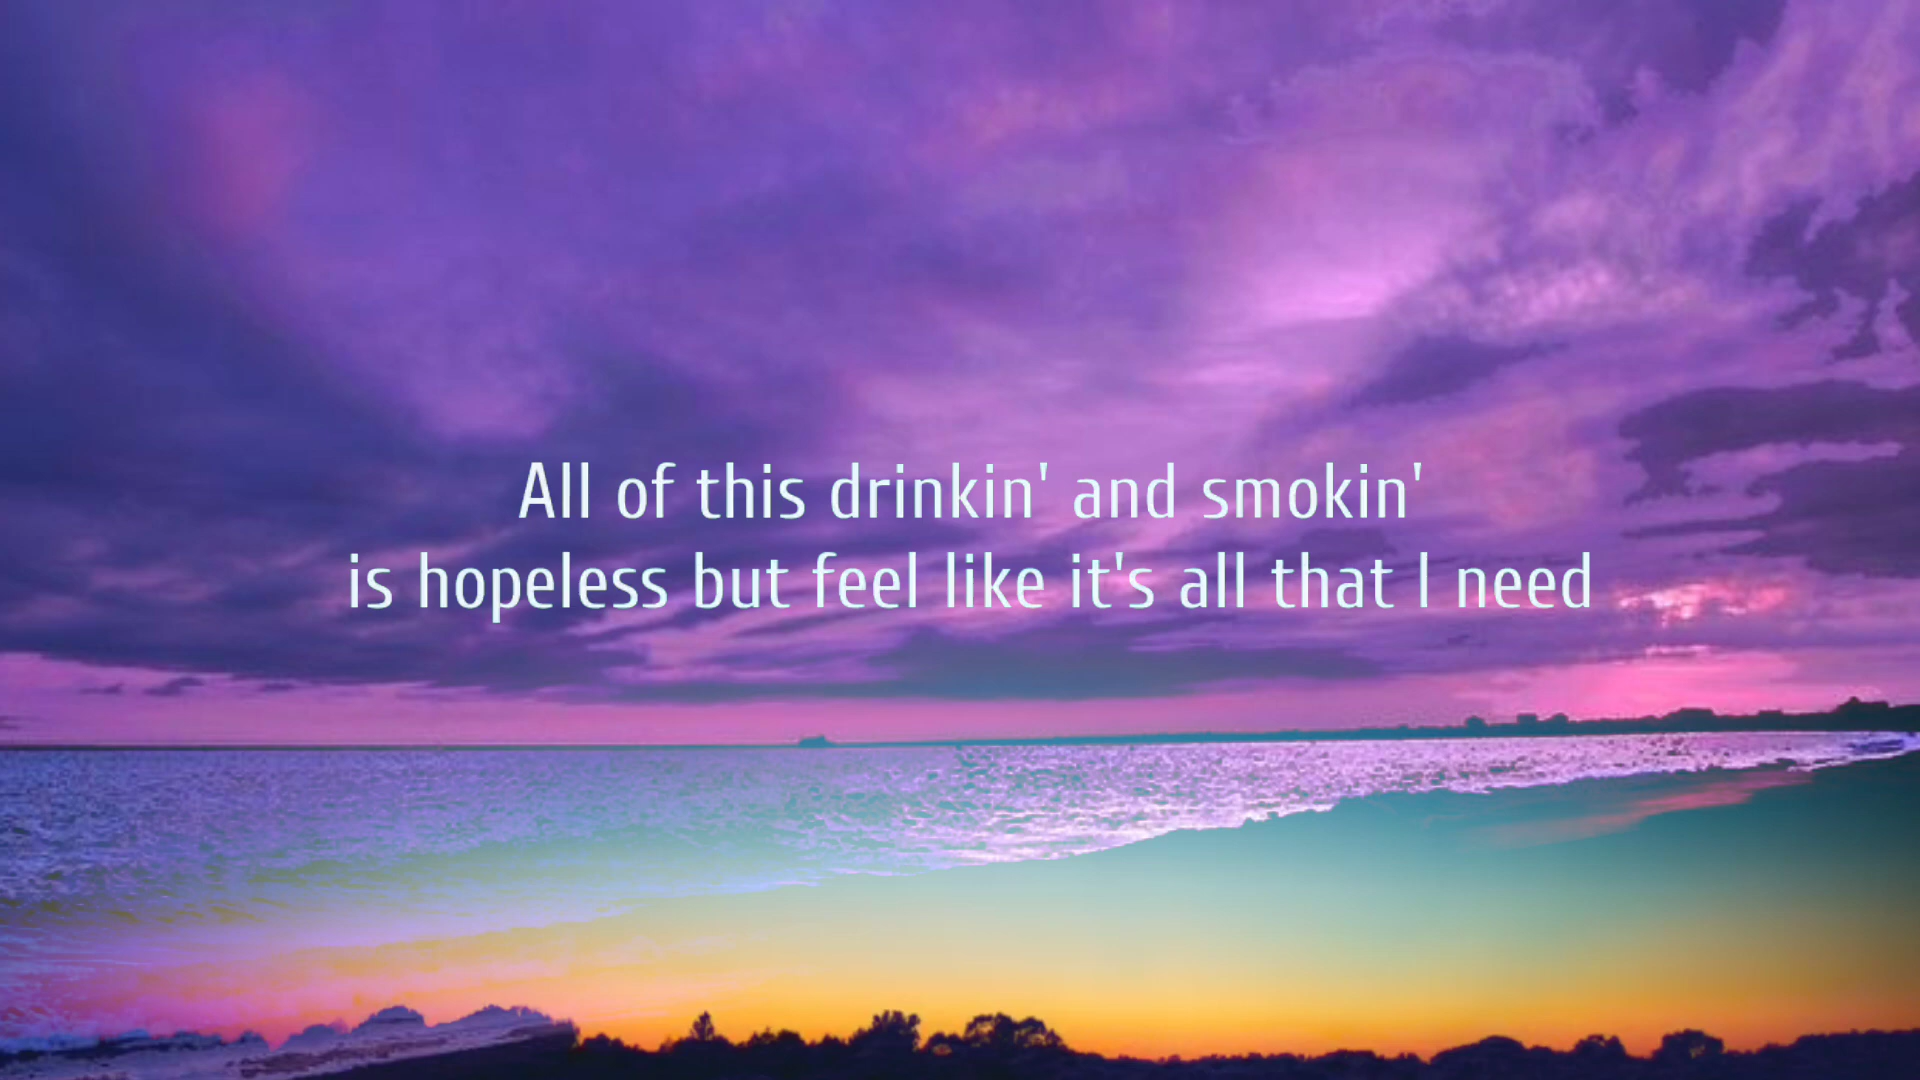 All of this drinkin' and smokin'
is hopeless but feel like it's all that I need